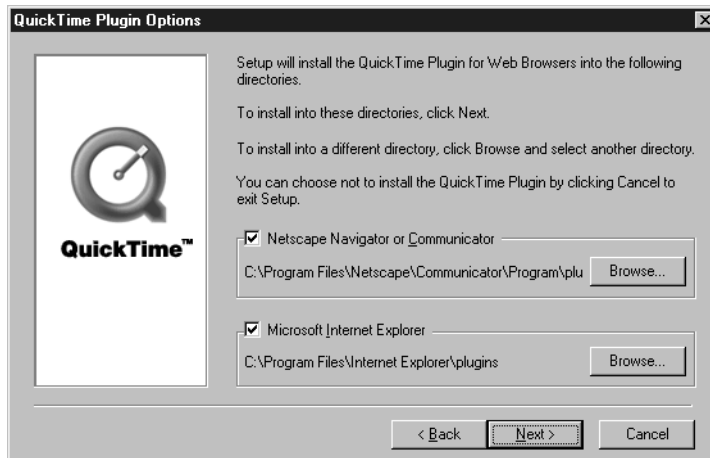 QuickTime Plugin Options
Setup will install the QuickTime Plugin for Web Browsers into the following
directories.
To install into these directories, click Next.
To install into a different directory, click Browse and select another directory.
You can choose not to install the QuickTime Plugin by clicking Cancel to
exit Setup.
QuickTime™
Netscape Navigator or Communicator
C:\Program Files\Netscape\Communicator\Program\plu
Browse...
Microsoft Internet Explorer
C:\Program Files\Internet Explorer\plugins
Browse...
< Back
Next >
Cancel